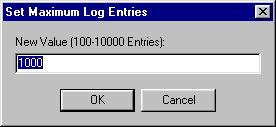 Set Maximum Log Entries
New Value (100-10000 Entries):
1000
OK
Cancel